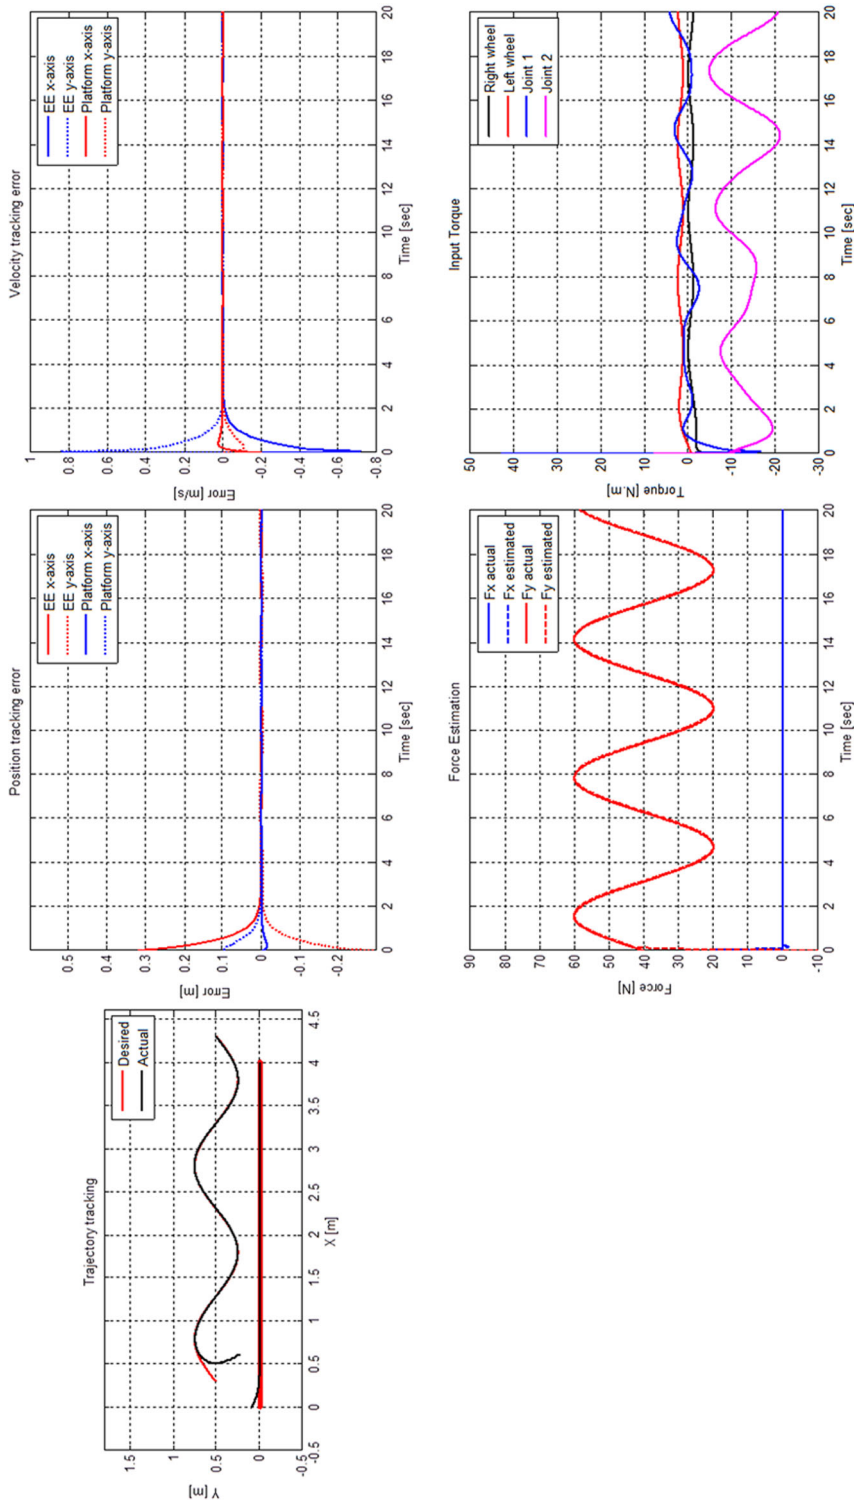 Trajectory tracking
Desired
Actual
1.5
1
0.5
0
-0.5
Y [m]
-0.5
0
0.5
1
1.5
2
2.5
3
3.5
4
4.5
X [m]
Position tracking error
EE x-axis
EE y-axis
Platform x-axis
Platform y-axis
0.5
0.4
0.3
0.2
0.1
0
-0.1
-0.2
Error [m]
0
2
4
6
8
10
12
14
16
18
20
Time [sec]
Velocity tracking error
EE x-axis
EE y-axis
Platform x-axis
Platform y-axis
1
0.8
0.6
0.4
0.2
0
-0.2
-0.4
-0.6
-0.8
Error [m/s]
0
2
4
6
8
10
12
14
16
18
20
Time [sec]
Force Estimation
Fx actual
Fx estimated
Fy actual
Fy estimated
90
80
70
60
50
40
30
20
10
0
-10
Force [N]
0
2
4
6
8
10
12
14
16
18
20
Time [sec]
Input Torque
Right wheel
Left wheel
Joint 1
Joint 2
50
40
30
20
10
0
-10
-20
-30
Torque [N.m]
0
2
4
6
8
10
12
14
16
18
20
Time [sec]